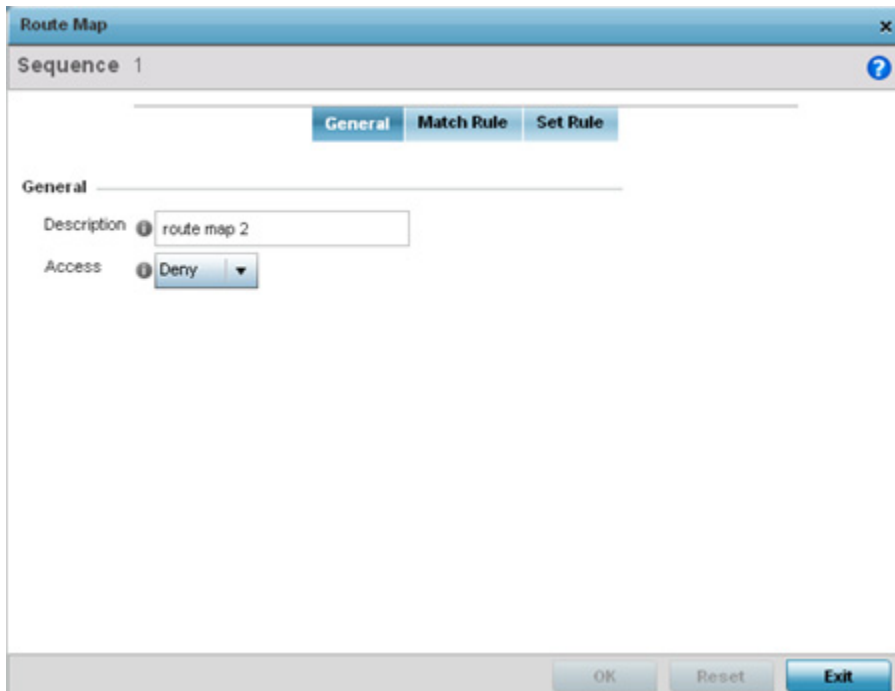 Route Map
Sequence 1
General Match Rule Set Rule
General
Description route map 2
Access Deny
OK Reset Exit